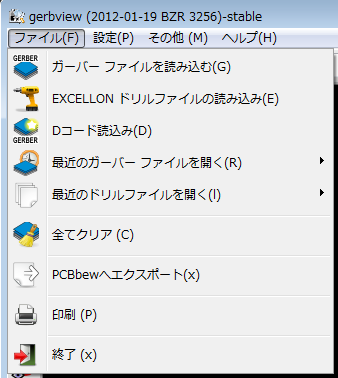 gerbview (2012-01-19 BZR 3256)-stable
ファイル(F) 設定(P) その他 (M) ヘルプ(H)
GERBER ガーバー ファイルを読み込む(G)
EXCELLON ドリルファイルの読み込み(E)
GERBER Dコード読込み(D)
最近のガーバー ファイルを開く(R)
最近のドリルファイルを開く(l)
全てクリア (C)
PCBbewへエクスポート(x)
印刷 (P)
終了 (x)